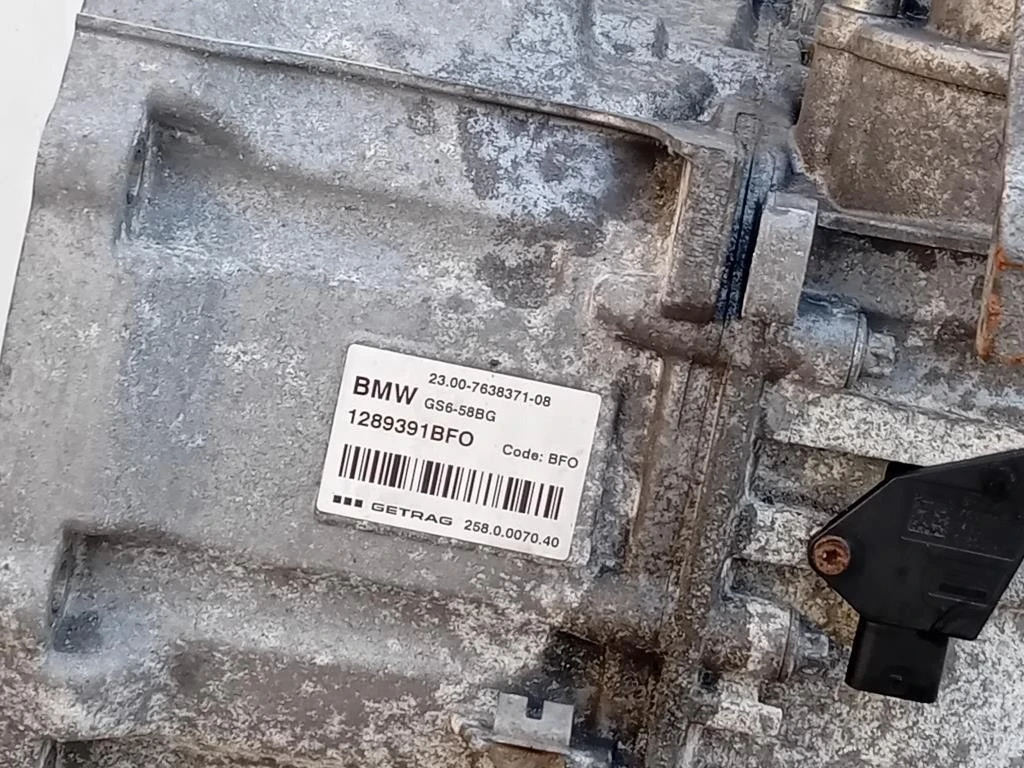 BMW 23.00-7638371-08
GS6-58BG
1289391BFO Code: BFO
GETRAG 258.0.0070.40